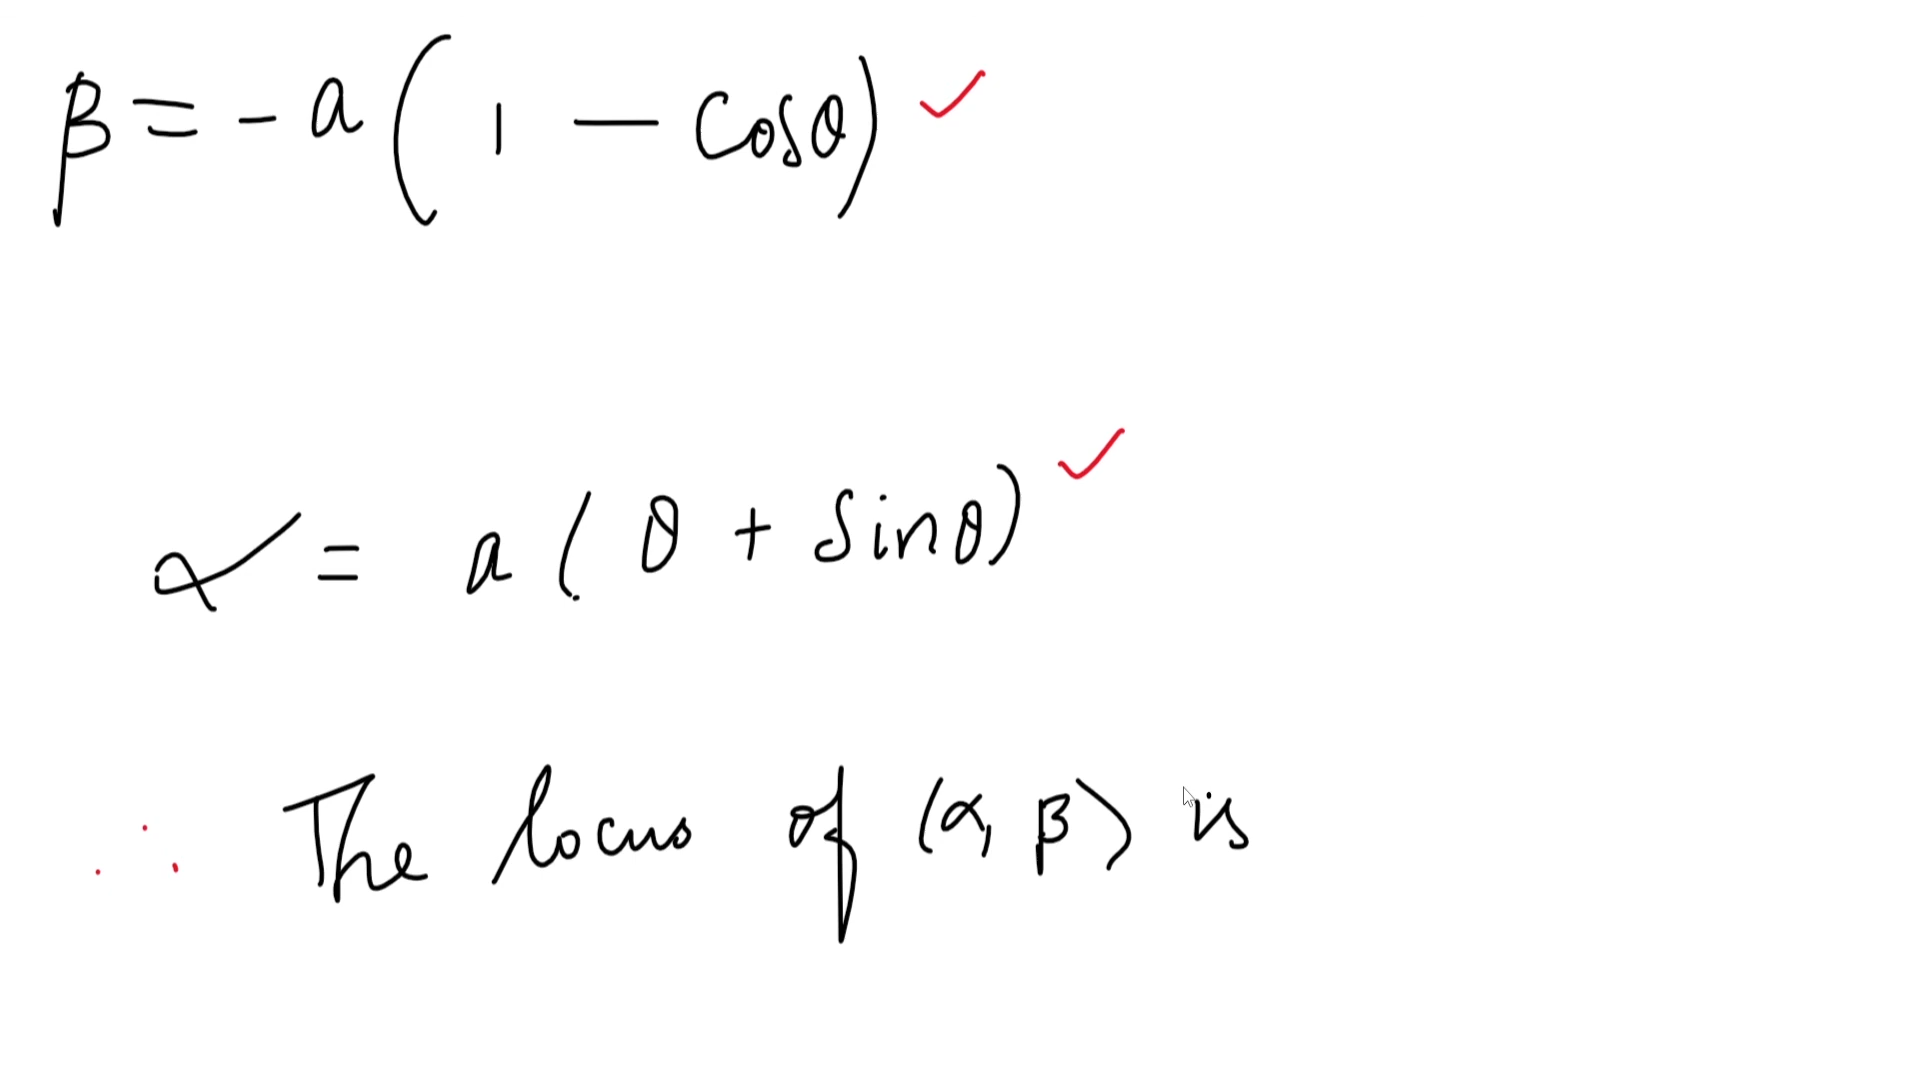 β = - a ( 1 - cosθ )
α = a ( θ + sinθ )
∴ The locus of (α, β) is